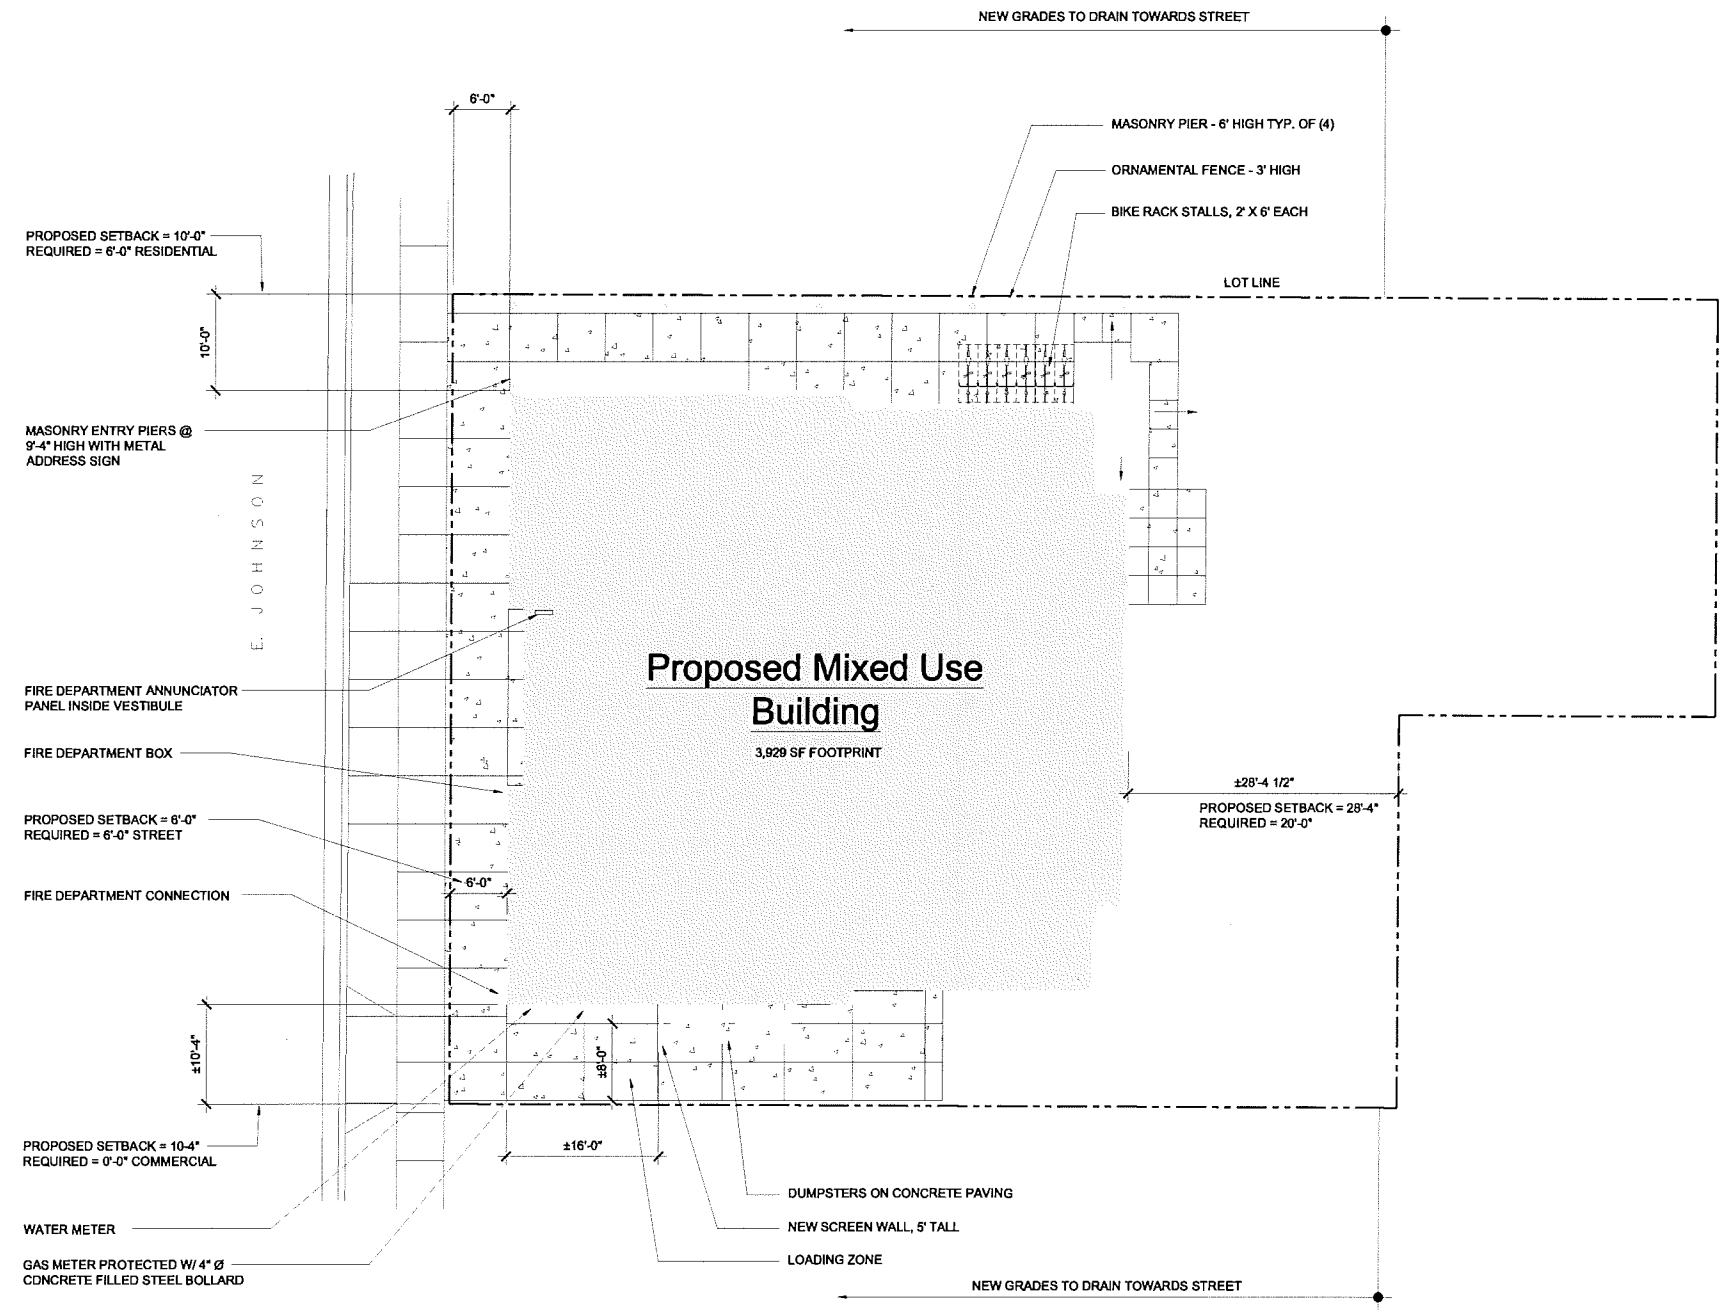 NEW GRADES TO DRAIN TOWARDS STREET
6'-0"
MASONRY PIER - 6' HIGH TYP. OF (4)
ORNAMENTAL FENCE - 3' HIGH
BIKE RACK STALLS, 2' X 6' EACH
PROPOSED SETBACK = 10'-0"
REQUIRED = 6'-0" RESIDENTIAL
LOT LINE
10'-0"
MASONRY ENTRY PIERS @
9'-4" HIGH WITH METAL
ADDRESS SIGN
E. JOHNSON
Proposed Mixed Use
Building
3,929 SF FOOTPRINT
FIRE DEPARTMENT ANNUNCIATOR
PANEL INSIDE VESTIBULE
FIRE DEPARTMENT BOX
±28'-4 1/2"
PROPOSED SETBACK = 28'-4"
REQUIRED = 20'-0"
PROPOSED SETBACK = 6'-0"
REQUIRED = 6'-0" STREET
6'-0"
FIRE DEPARTMENT CONNECTION
±10'-4"
±8'-0"
PROPOSED SETBACK = 10-4"
REQUIRED = 0'-0" COMMERCIAL
±16'-0"
DUMPSTERS ON CONCRETE PAVING
WATER METER
NEW SCREEN WALL, 5' TALL
LOADING ZONE
GAS METER PROTECTED W/ 4" Ø
CONCRETE FILLED STEEL BOLLARD
NEW GRADES TO DRAIN TOWARDS STREET